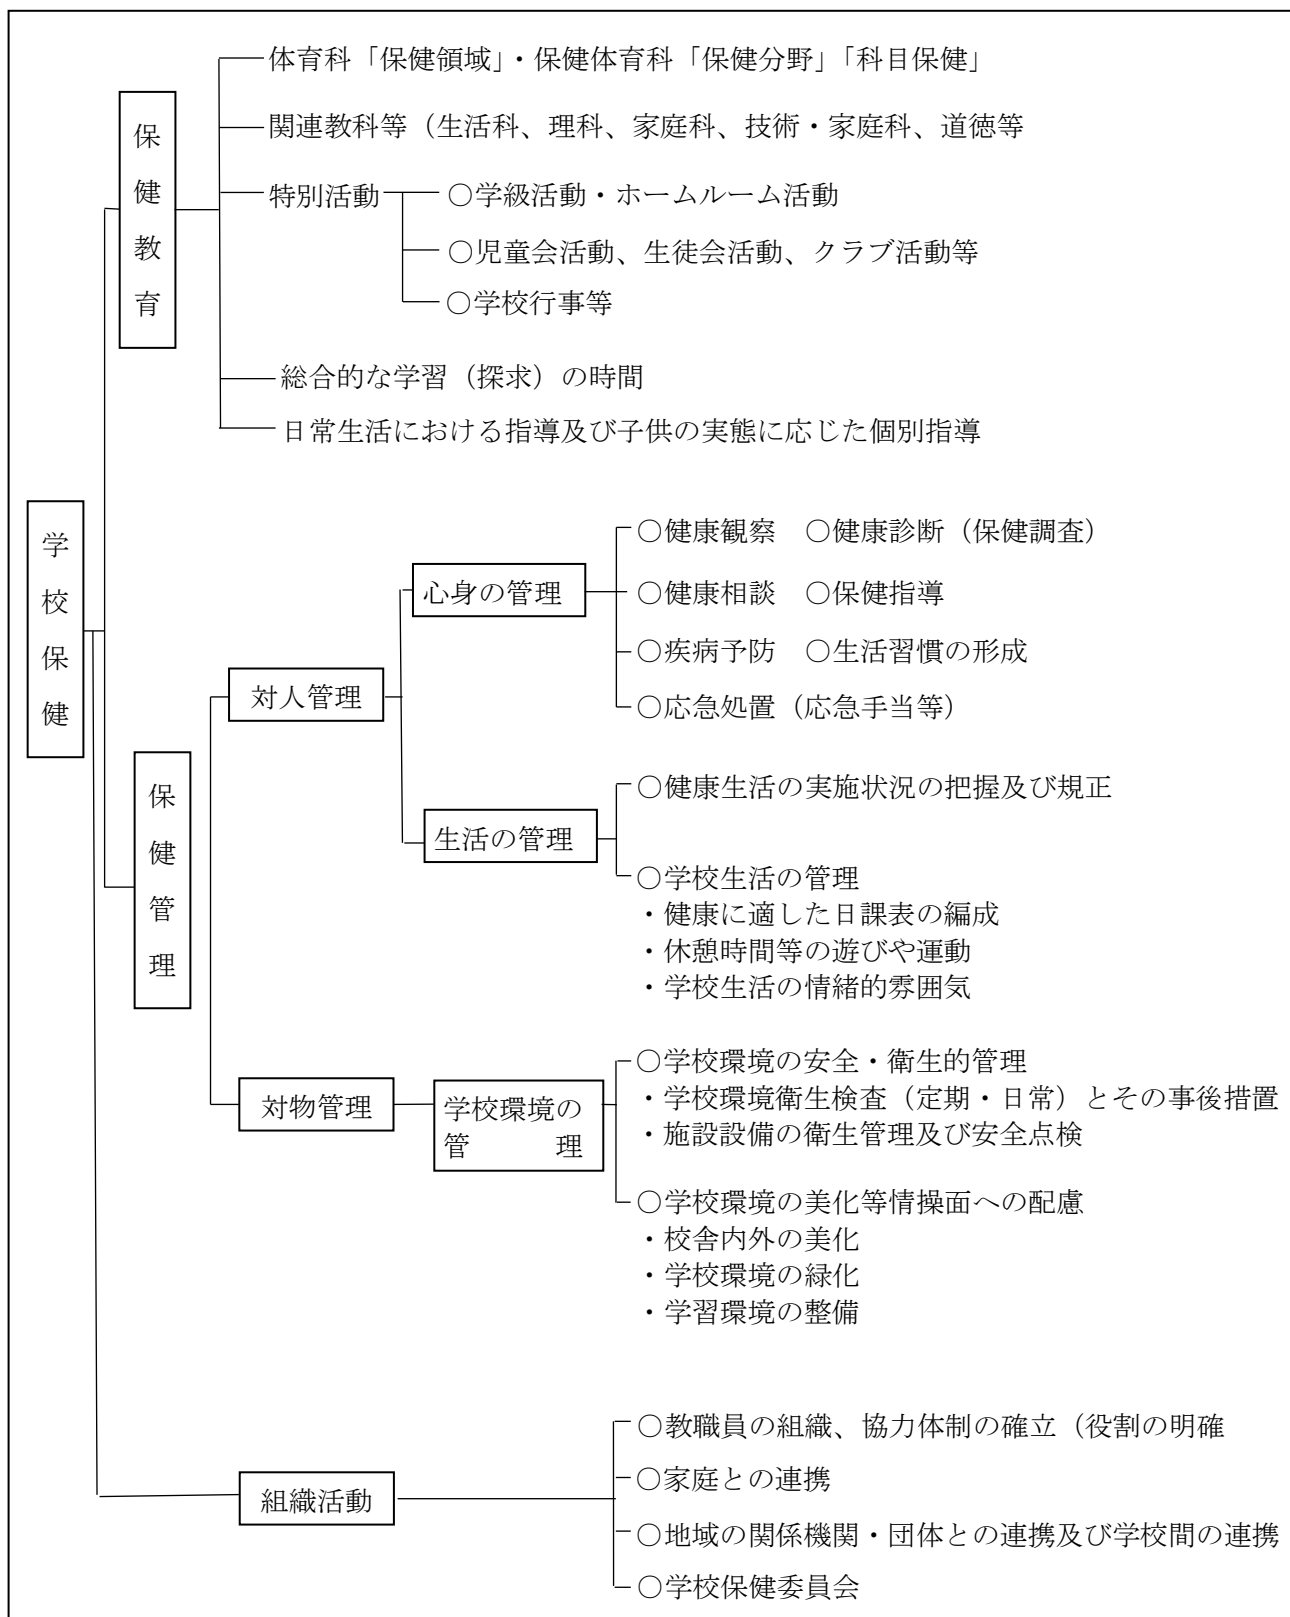 体育科「保健領域」・保健体育科「保健分野」「科目保健」
関連教科等（生活科、理科、家庭科、技術・家庭科、道徳等
保健教育
特別活動
○学級活動・ホームルーム活動
○児童会活動、生徒会活動、クラブ活動等
○学校行事等
総合的な学習（探求）の時間
日常生活における指導及び子供の実態に応じた個別指導
学校保健
保健管理
対人管理
心身の管理
○健康観察　○健康診断（保健調査）
○健康相談　○保健指導
○疾病予防　○生活習慣の形成
○応急処置（応急手当等）
生活の管理
○健康生活の実施状況の把握及び規正
○学校生活の管理
・健康に適した日課表の編成
・休憩時間等の遊びや運動
・学校生活の情緒的雰囲気
対物管理
学校環境の
管　　　理
○学校環境の安全・衛生的管理
・学校環境衛生検査（定期・日常）とその事後措置
・施設設備の衛生管理及び安全点検
○学校環境の美化等情操面への配慮
・校舎内外の美化
・学校環境の緑化
・学習環境の整備
組織活動
○教職員の組織、協力体制の確立（役割の明確
○家庭との連携
○地域の関係機関・団体との連携及び学校間の連携
○学校保健委員会